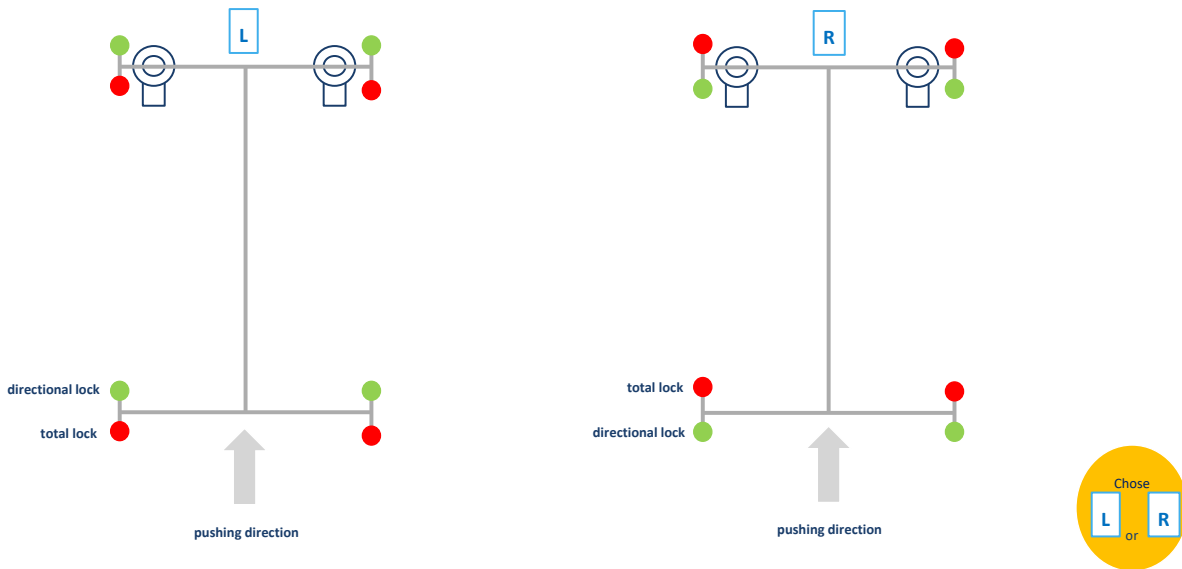 L
R
directional lock
total lock
total lock
directional lock
pushing direction
pushing direction
Chose
L or R